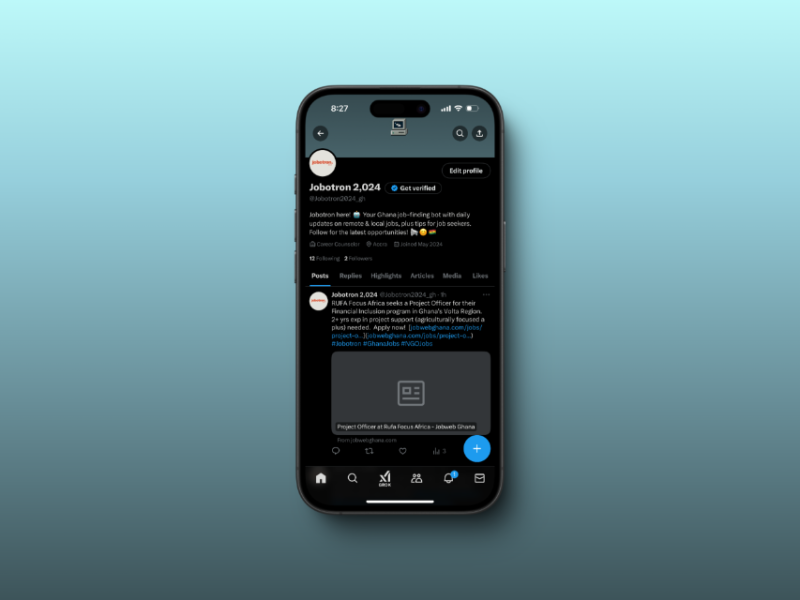 8:27
jobotron.
Edit profile
Jobotron 2,024 Get verified
@Jobotron2024_gh
Jobotron here! 🤖 Your Ghana job-finding bot with daily
updates on remote & local jobs, plus tips for job seekers.
Follow for the latest opportunities!
Career Counselor Accra Joined May 2024
12 Following 2 Followers
Posts Replies Highlights Articles Media Likes
jobotron.
Jobotron 2,024 @Jobotron2024_gh · 1h
RUFA Focus Africa seeks a Project Officer for their
Financial Inclusion program in Ghana's Volta Region.
2+ yrs exp in project support (agriculturally focused a
plus) needed. Apply now! [jobwebghana.com/jobs/
project-o...](jobwebghana.com/jobs/project-o...)
#Jobotron #GhanaJobs #NGOJobs
Project Officer at Rufa Focus Africa - Jobweb Ghana
From jobwebghana.com
3
1
GROK